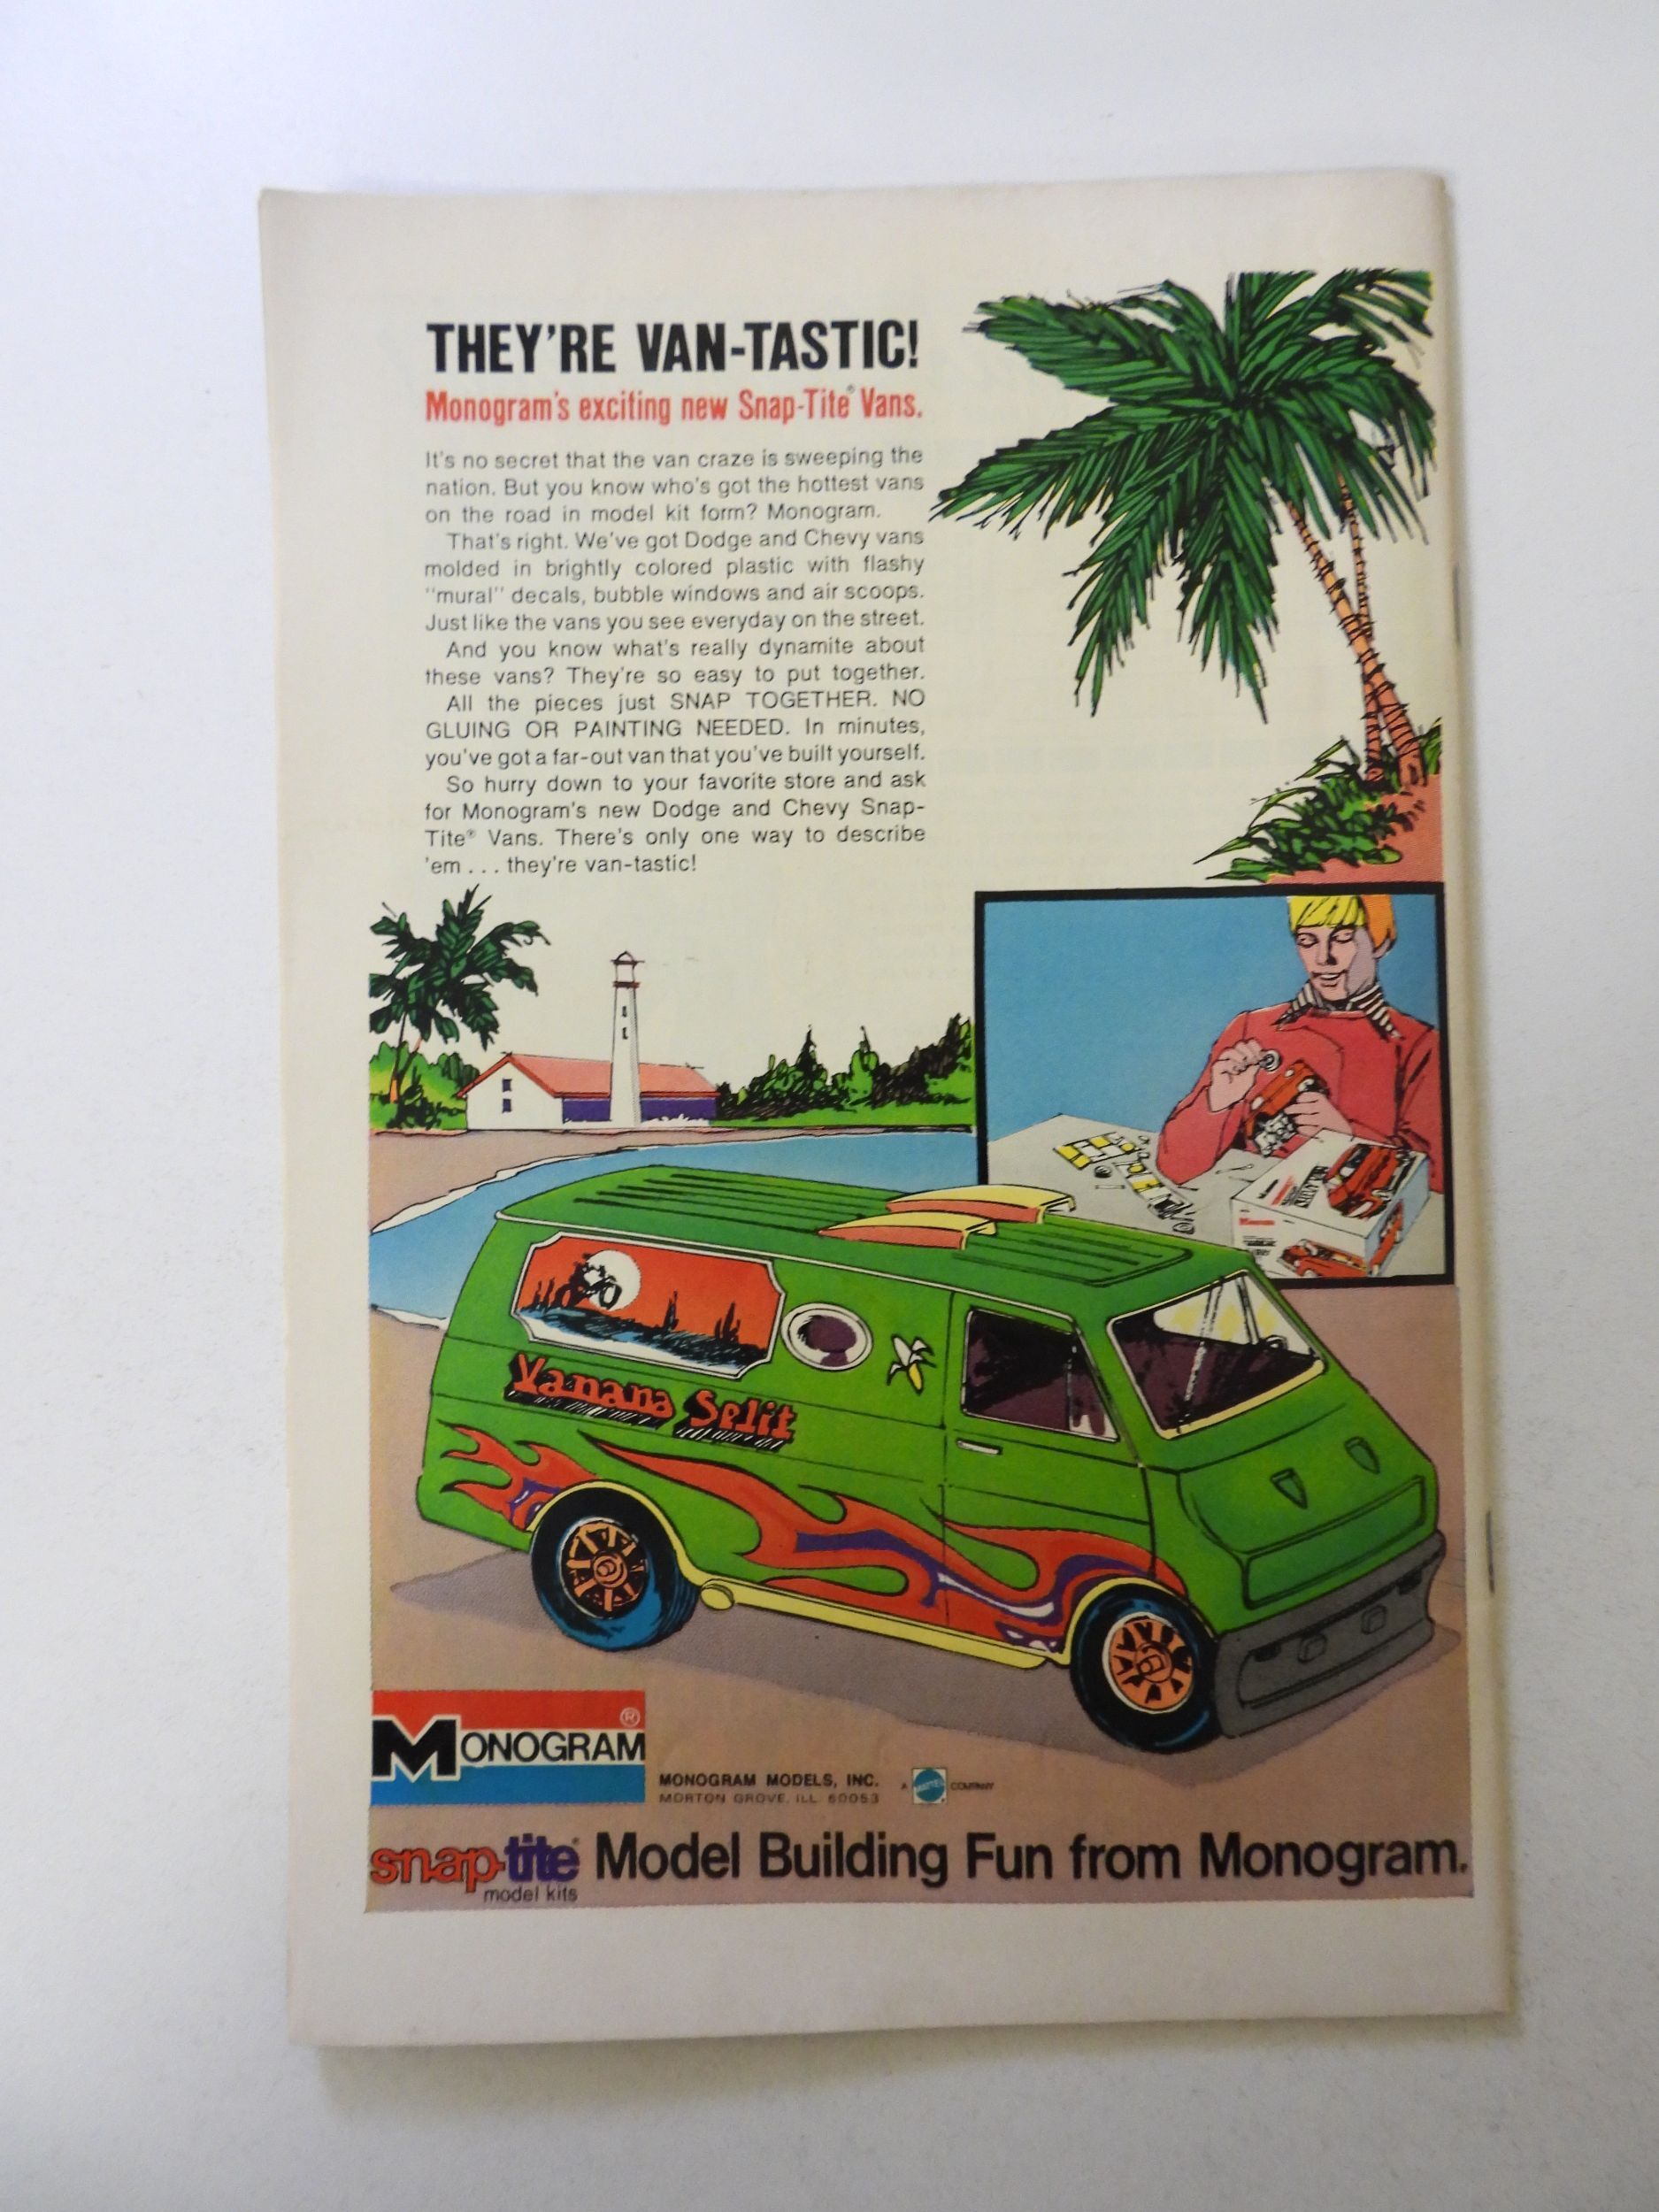 THEY'RE VAN-TASTIC!
Monogram's exciting new Snap-Tite® Vans.
It's no secret that the van craze is sweeping the
nation. But you know who's got the hottest vans
on the road in model kit form? Monogram.
That's right. We've got Dodge and Chevy vans
molded in brightly colored plastic with flashy
"mural" decals, bubble windows and air scoops.
Just like the vans you see everyday on the street.
And you know what's really dynamite about
these vans? They're so easy to put together.
All the pieces just SNAP TOGETHER. NO
GLUING OR PAINTING NEEDED. In minutes,
you've got a far-out van that you've built yourself.
So hurry down to your favorite store and ask
for Monogram's new Dodge and Chevy Snap-
Tite® Vans. There's only one way to describe
'em . . . they're van-tastic!
Vanana Split
MONOGRAM ®
MONOGRAM MODELS, INC.
MORTON GROVE, ILL. 60053
A MATTEL COMPANY
snap-tite® Model Building Fun from Monogram.
model kits